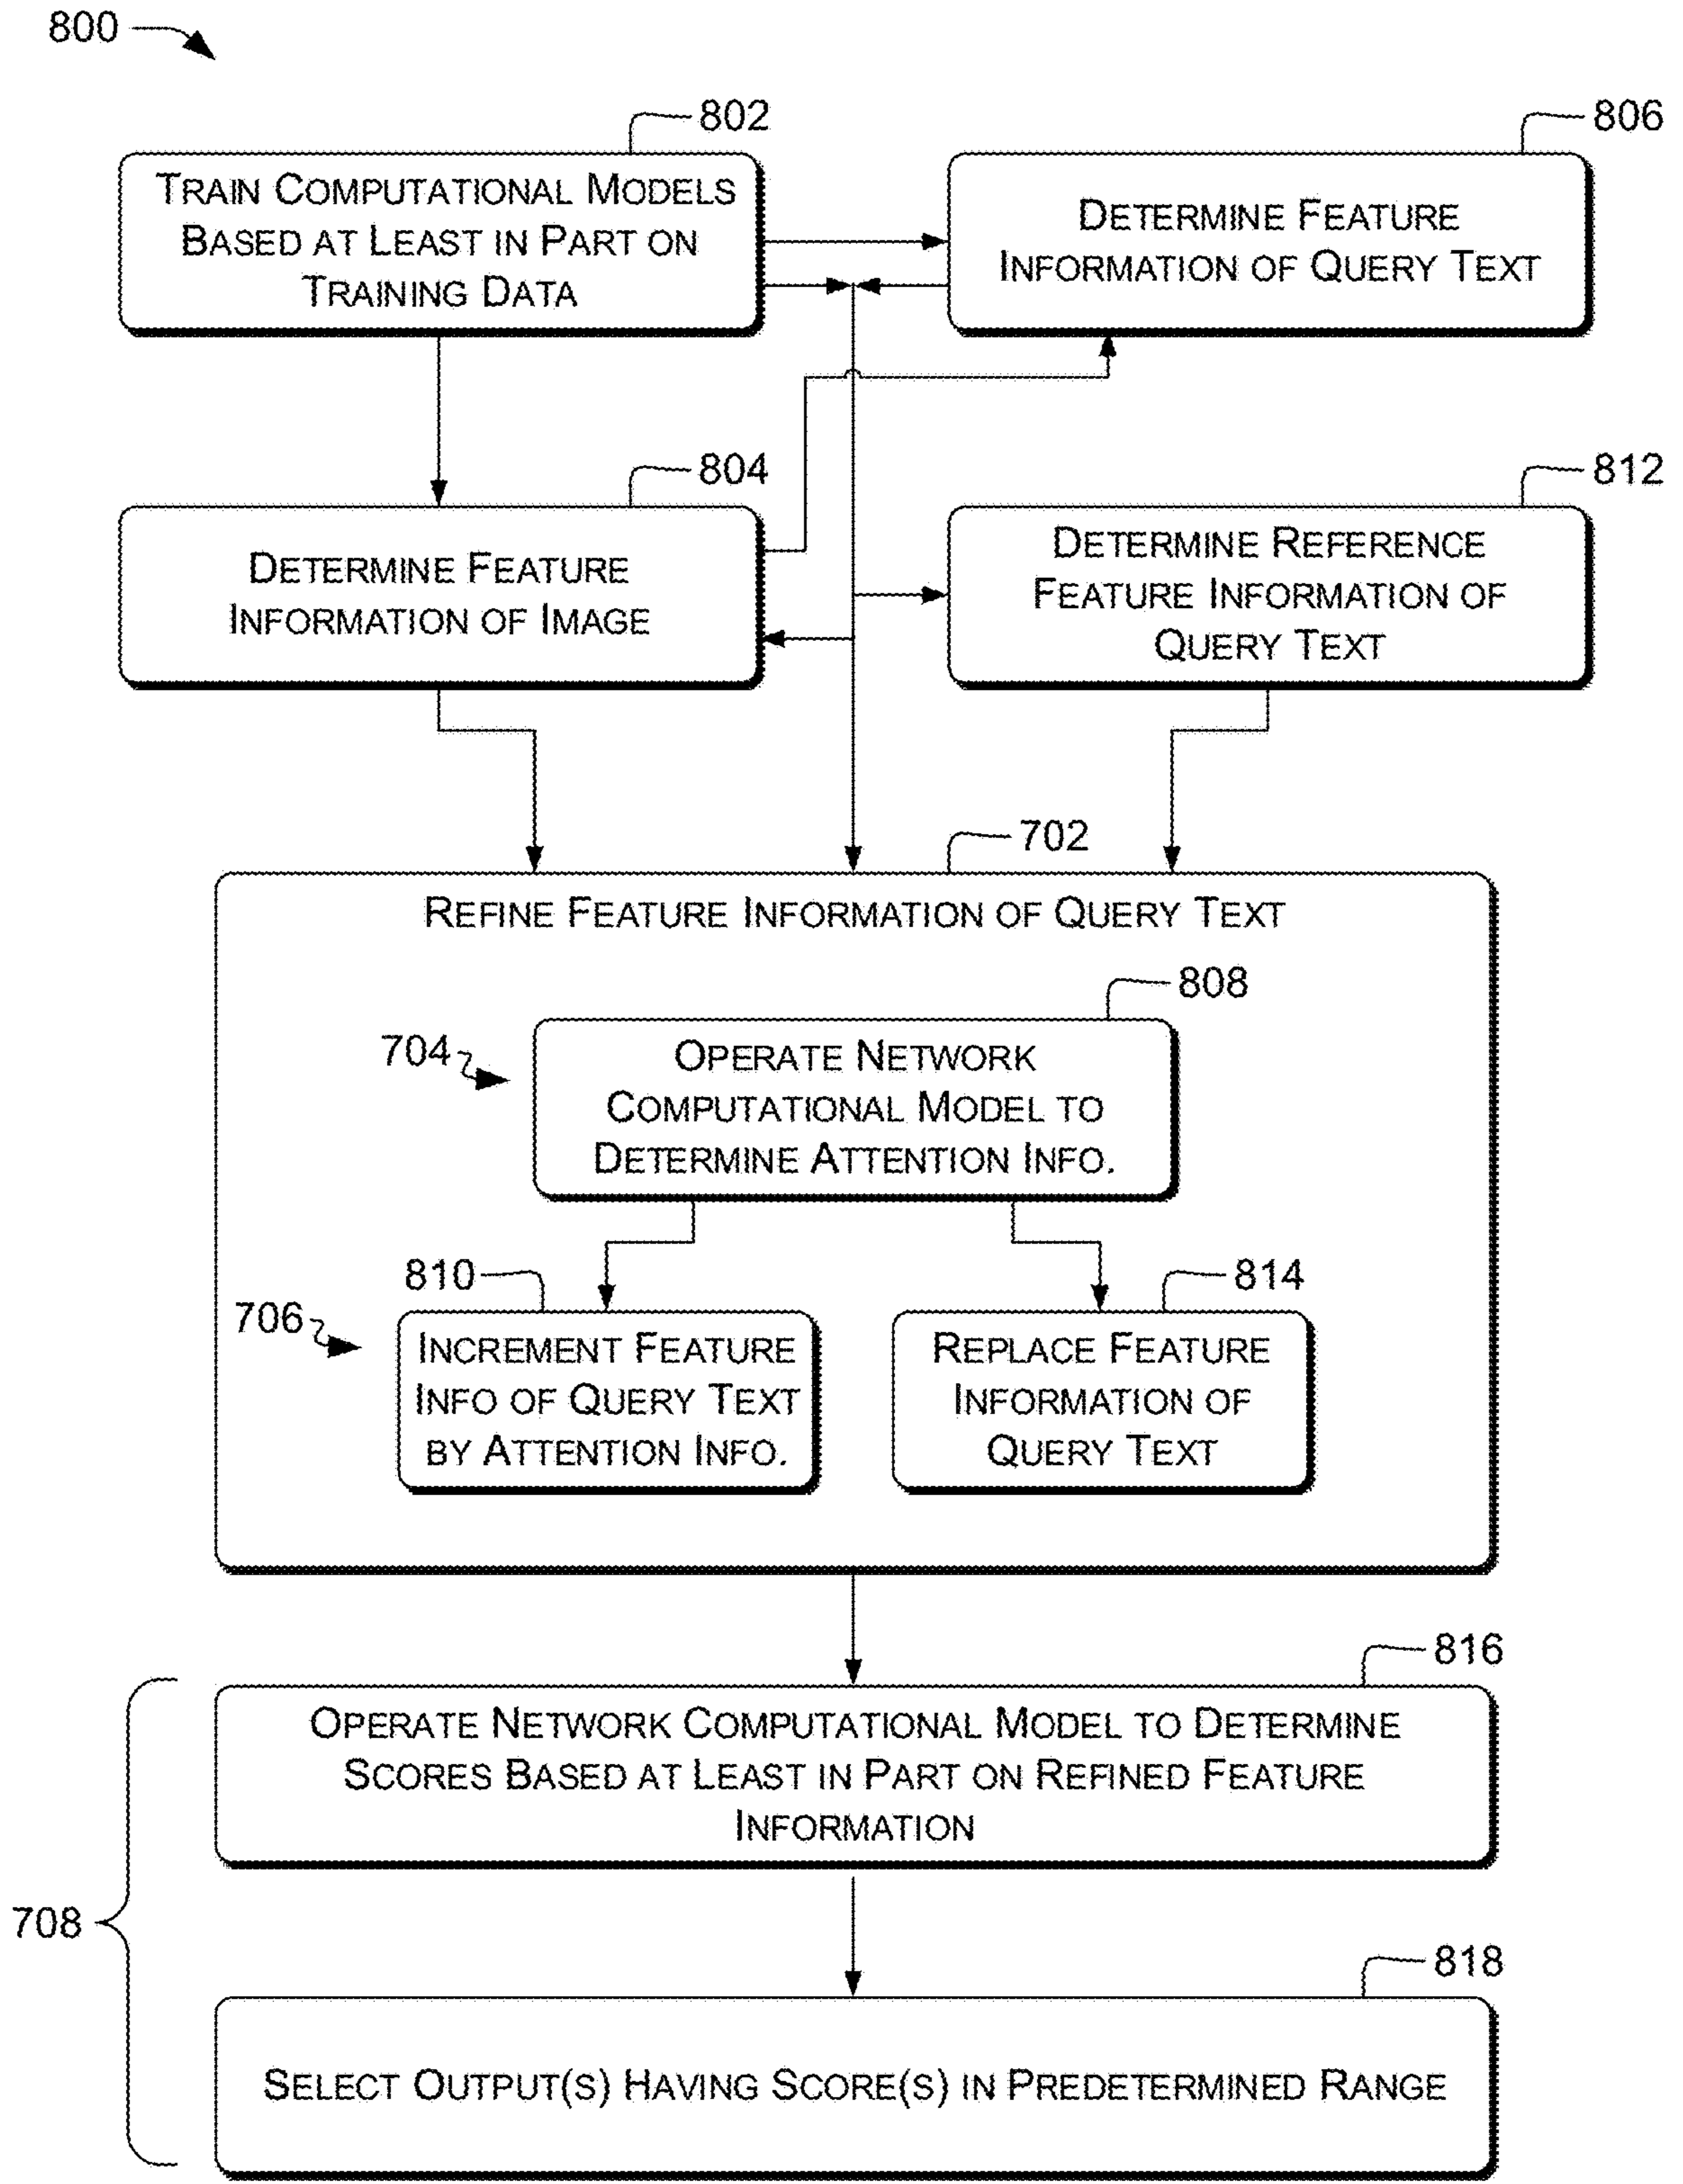 800
802
TRAIN COMPUTATIONAL MODELS
BASED AT LEAST IN PART ON
TRAINING DATA
806
DETERMINE FEATURE
INFORMATION OF QUERY TEXT
804
DETERMINE FEATURE
INFORMATION OF IMAGE
812
DETERMINE REFERENCE
FEATURE INFORMATION OF
QUERY TEXT
702
REFINE FEATURE INFORMATION OF QUERY TEXT
808
704
OPERATE NETWORK
COMPUTATIONAL MODEL TO
DETERMINE ATTENTION INFO.
810
706
INCREMENT FEATURE
INFO OF QUERY TEXT
BY ATTENTION INFO.
814
REPLACE FEATURE
INFORMATION OF
QUERY TEXT
816
OPERATE NETWORK COMPUTATIONAL MODEL TO DETERMINE
SCORES BASED AT LEAST IN PART ON REFINED FEATURE
INFORMATION
708
818
SELECT OUTPUT(S) HAVING SCORE(S) IN PREDETERMINED RANGE